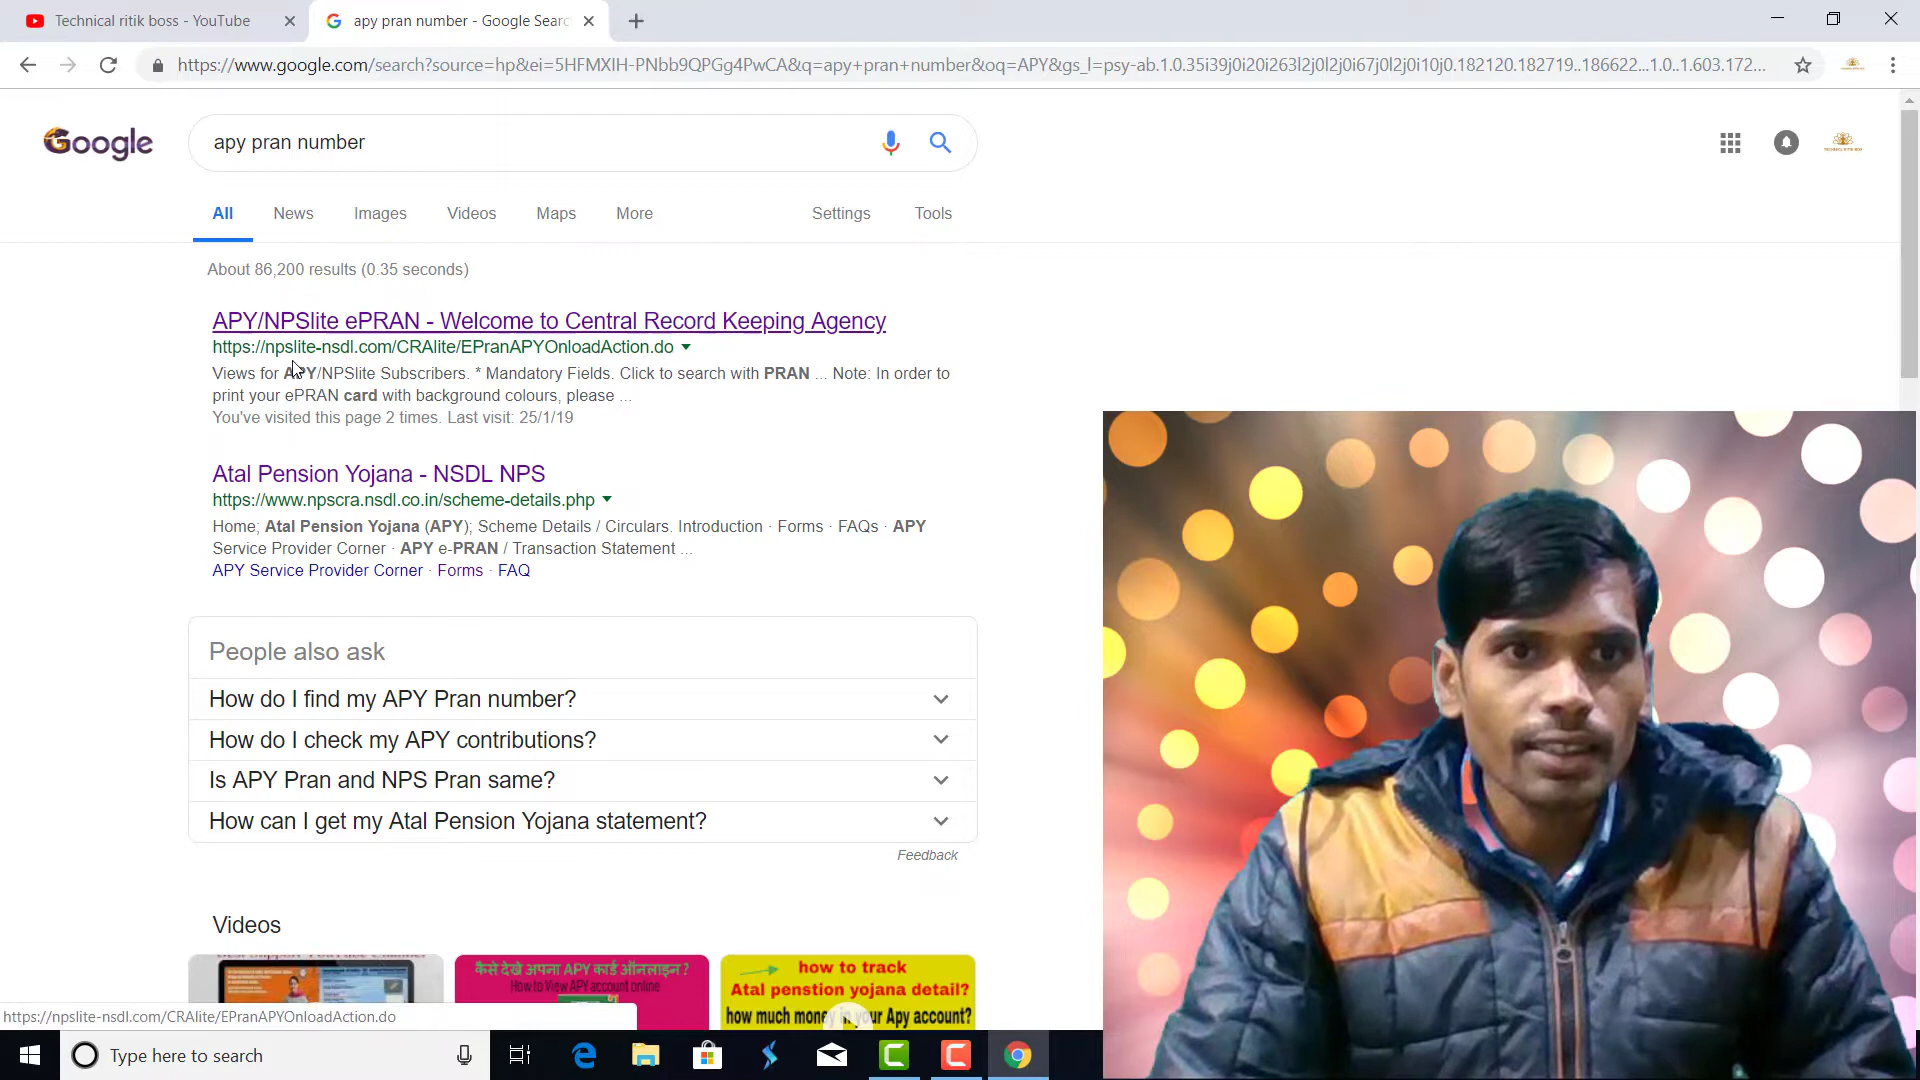 Technical ritik boss - YouTube
apy pran number - Google Searc
https://www.google.com/search?source=hp&ei=5HFMXIH-PNbb9QPGg4PwCA&q=apy+pran+number&oq=APY&gs_l=psy-ab.1.0.35i39j0i20i263l2j0l2j0i67j0l2j0i10j0.182120.182719..186622...1.0..1.603.172...
Google
apy pran number
All News Images Videos Maps More Settings Tools
About 86,200 results (0.35 seconds)
APY/NPSlite ePRAN - Welcome to Central Record Keeping Agency
https://npslite-nsdl.com/CRAlite/EPranAPYOnloadAction.do
Views for APY/NPSlite Subscribers. * Mandatory Fields. Click to search with PRAN ... Note: In order to
print your ePRAN card with background colours, please ...
You've visited this page 2 times. Last visit: 25/1/19
Atal Pension Yojana - NSDL NPS
https://www.npscra.nsdl.co.in/scheme-details.php
Home; Atal Pension Yojana (APY); Scheme Details / Circulars. Introduction · Forms · FAQs · APY
Service Provider Corner · APY e-PRAN / Transaction Statement ...
APY Service Provider Corner · Forms · FAQ
People also ask
How do I find my APY Pran number?
How do I check my APY contributions?
Is APY Pran and NPS Pran same?
How can I get my Atal Pension Yojana statement?
Feedback
Videos
कैसे देखे अपना APY कार्ड ऑनलाइन ?
How to View APY account online
how to track
Atal penstion yojana detail?
how much money in your Apy account?
https://npslite-nsdl.com/CRAlite/EPranAPYOnloadAction.do
Type here to search